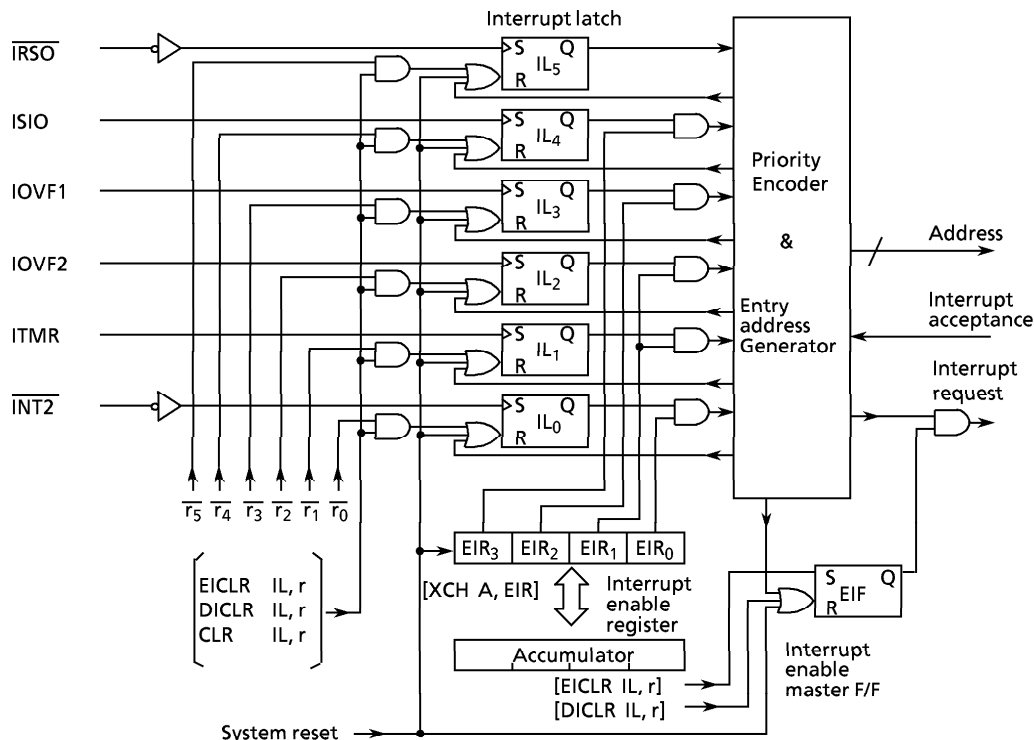 Interrupt latch
IRSO
S Q
IL5
R
ISIO
S Q
IL4
R
IOVF1
S Q
IL3
R
IOVF2
S Q
IL2
R
ITMR
S Q
IL1
R
INT2
S Q
IL0
R
Priority
Encoder
&
Entry
address
Generator
Address
Interrupt
acceptance
Interrupt
request
r5 r4 r3 r2 r1 r0
EIR3 EIR2 EIR1 EIR0
[XCH A, EIR]
Interrupt
enable
register
EICLR IL, r
DICLR IL, r
CLR IL, r
S Q
EIF
R
Interrupt
enable
master F/F
Accumulator
[EICLR IL, r]
[DICLR IL, r]
System reset